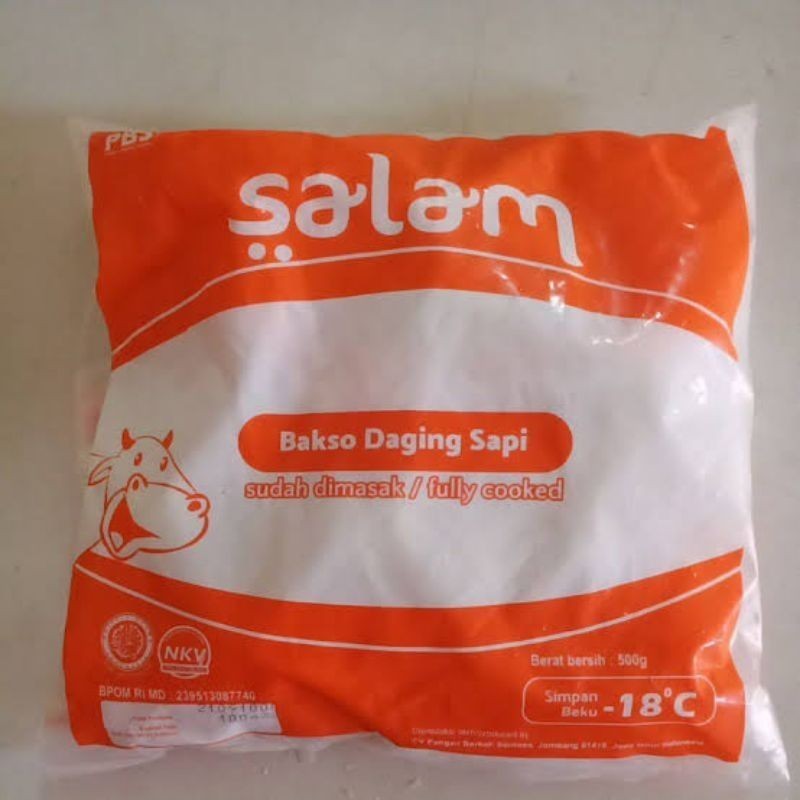 PBS
salam
Bakso Daging Sapi
sudah dimasak / fully cooked
NKV
Berat bersih : 500g
BPOM RI MD : 239513087740
Simpan
Beku -18°C